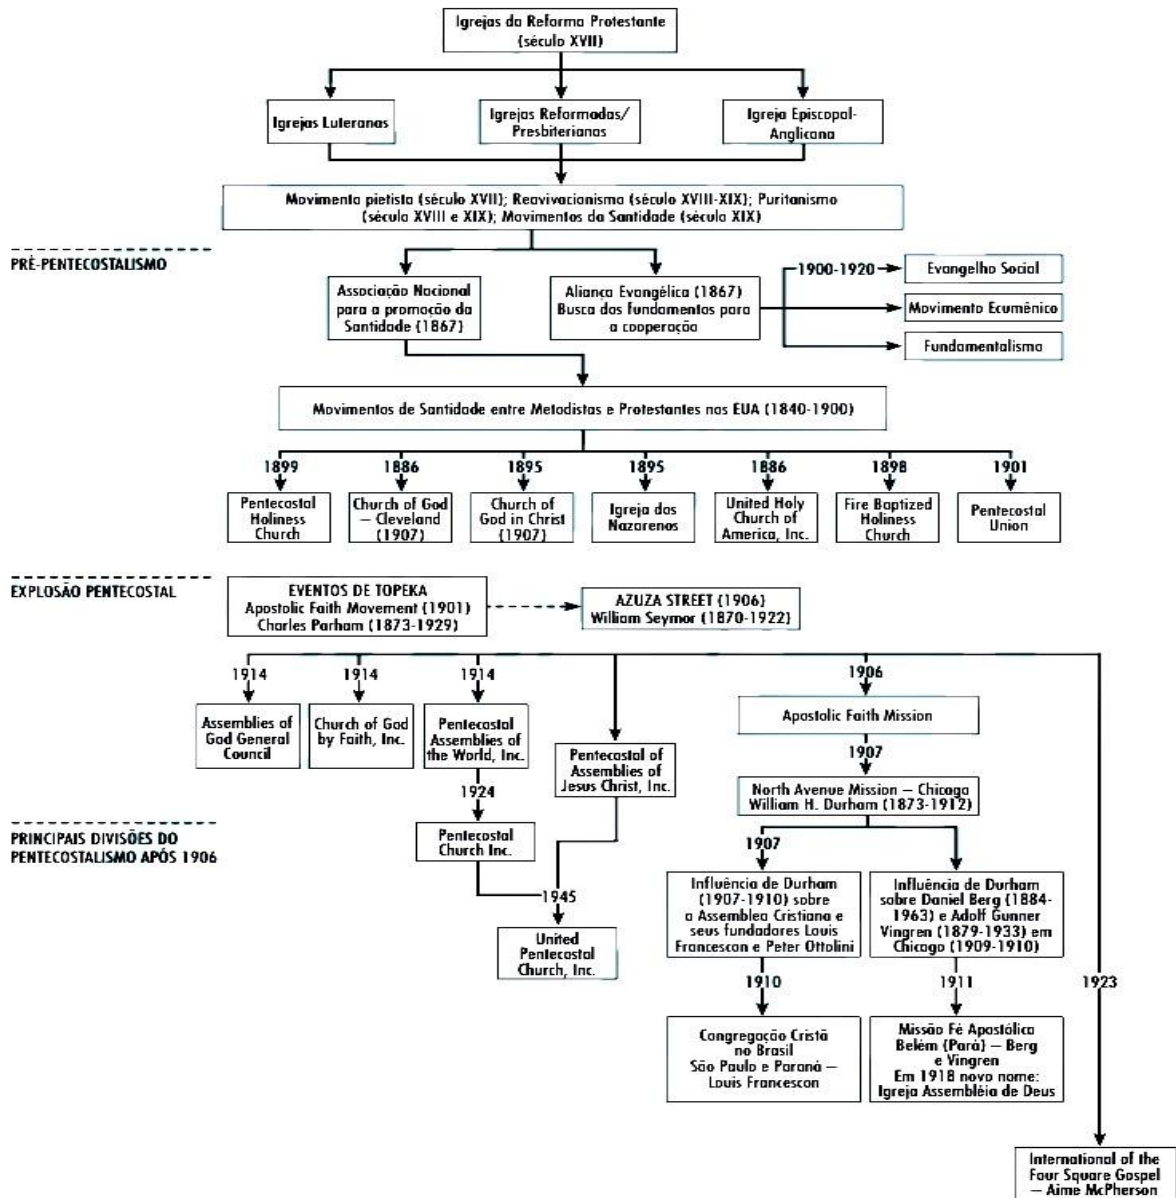 Igrejas da Reforma Protestante
(século XVII)
Igrejas Luteranas
Igrejas Reformadas/
Presbiterianas
Igreja Episcopal-
Anglicana
Movimento pietista (século XVII); Reavivacionismo (século XVIII-XIX); Puritanismo
(século XVIII e XIX); Movimentos da Santidade (século XIX)
PRÉ-PENTECOSTALISMO
Associação Nacional
para a promoção da
Santidade (1867)
Aliança Evangélica (1867)
Busca dos fundamentos para
a cooperação
1900-1920
Evangelho Social
Movimento Ecumênico
Fundamentalismo
Movimentos de Santidade entre Metodistas e Protestantes nos EUA (1840-1900)
1899
1886
1895
1895
1886
1898
1901
Pentecostal
Holiness
Church
Church of God
— Cleveland
(1907)
Church of
God in Christ
(1907)
Igreja dos
Nazarenos
United Holy
Church of
America, Inc.
Fire Baptized
Holiness
Church
Pentecostal
Union
EXPLOSÃO PENTECOSTAL
EVENTOS DE TOPEKA
Apostolic Faith Movement (1901)
Charles Parham (1873-1929)
AZUZA STREET (1906)
William Seymor (1870-1922)
1914
1914
1914
1906
Assemblies of
God General
Council
Church of God
by Faith, Inc.
Pentecostal
Assemblies of
the World, Inc.
Pentecostal of
Assemblies of
Jesus Christ, Inc.
Apostolic Faith Mission
1907
North Avenue Mission — Chicago
William H. Durham (1873-1912)
1924
PRINCIPAIS DIVISÕES DO
PENTECOSTALISMO APÓS 1906
Pentecostal
Church Inc.
1945
United
Pentecostal
Church, Inc.
1907
Influência de Durham
(1907-1910) sobre
a Assemblea Cristiana e
seus fundadores Louis
Francescon e Peter Ottolini
Influência de Durham
sobre Daniel Berg (1884-
1963) e Adolf Gunner
Vingren (1879-1933) em
Chicago (1909-1910)
1910
1911
1923
Congregação Cristã
no Brasil
São Paulo e Paraná —
Louis Francescon
Missão Fé Apostólica
Belém (Pará) — Berg
e Vingren
Em 1918 novo nome:
Igreja Assembléia de Deus
International of the
Four Square Gospel
— Aime McPherson